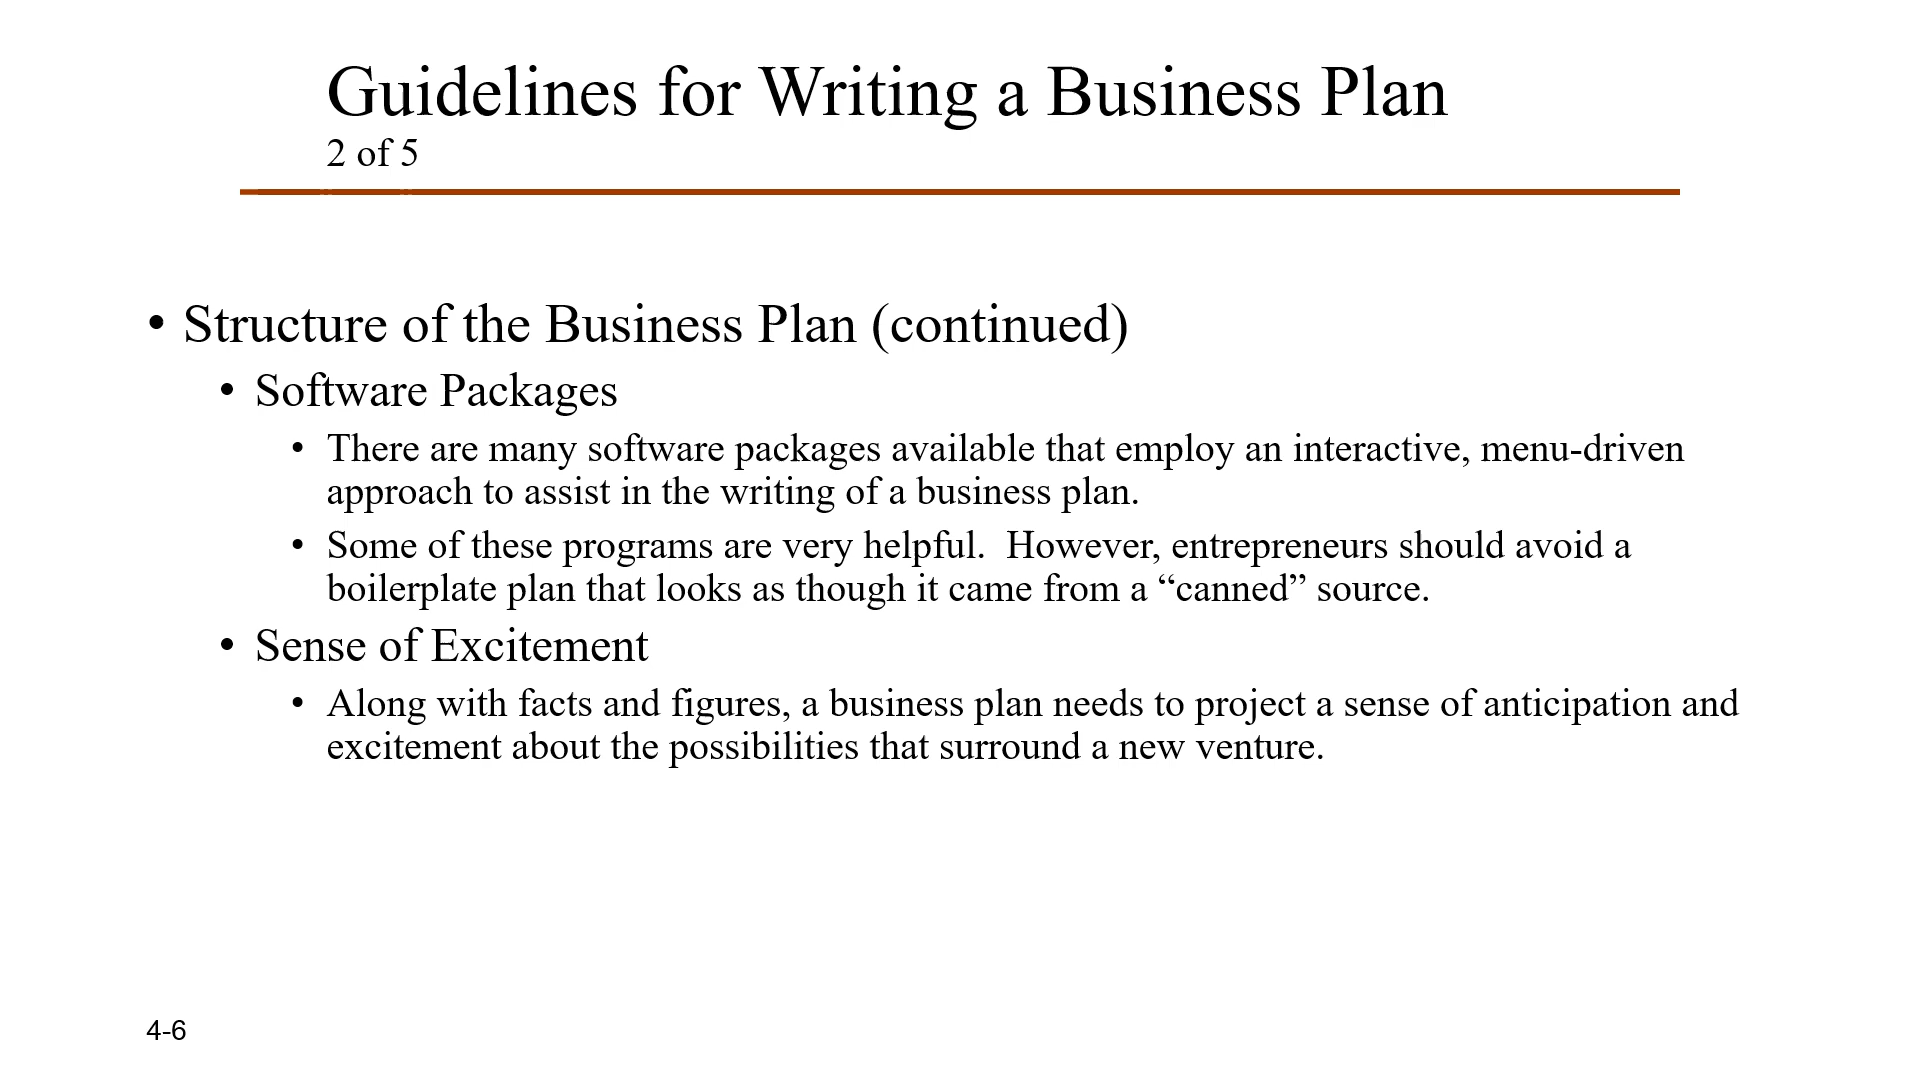 Guidelines for Writing a Business Plan
2 of 5
• Structure of the Business Plan (continued)
• Software Packages
• There are many software packages available that employ an interactive, menu-driven
approach to assist in the writing of a business plan.
• Some of these programs are very helpful.  However, entrepreneurs should avoid a
boilerplate plan that looks as though it came from a “canned” source.
• Sense of Excitement
• Along with facts and figures, a business plan needs to project a sense of anticipation and
excitement about the possibilities that surround a new venture.
4-6